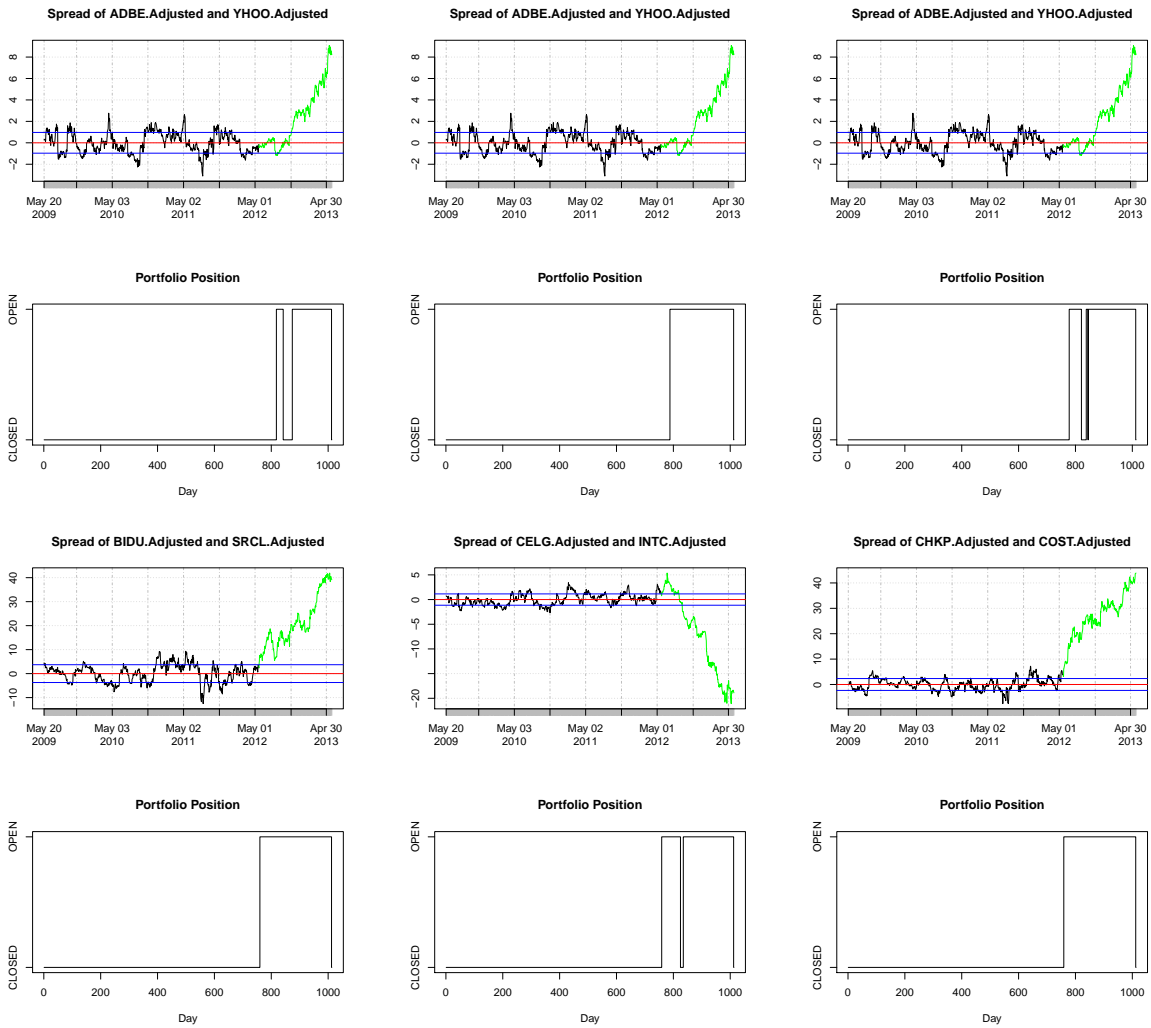 Spread of ADBE.Adjusted and YHOO.Adjusted
8
6
4
2
0
−2
May 20 May 03 May 02 May 01 Apr 30
2009 2010 2011 2012 2013
Spread of ADBE.Adjusted and YHOO.Adjusted
8
6
4
2
0
−2
May 20 May 03 May 02 May 01 Apr 30
2009 2010 2011 2012 2013
Spread of ADBE.Adjusted and YHOO.Adjusted
8
6
4
2
0
−2
May 20 May 03 May 02 May 01 Apr 30
2009 2010 2011 2012 2013
Portfolio Position
OPEN
CLOSED
0 200 400 600 800 1000
Day
Portfolio Position
OPEN
CLOSED
0 200 400 600 800 1000
Day
Portfolio Position
OPEN
CLOSED
0 200 400 600 800 1000
Day
Spread of BIDU.Adjusted and SRCL.Adjusted
40
30
20
10
0
−10
May 20 May 03 May 02 May 01 Apr 30
2009 2010 2011 2012 2013
Spread of CELG.Adjusted and INTC.Adjusted
5
0
−5
−10
−15
−20
May 20 May 03 May 02 May 01 Apr 30
2009 2010 2011 2012 2013
Spread of CHKP.Adjusted and COST.Adjusted
40
30
20
10
0
May 20 May 03 May 02 May 01 Apr 30
2009 2010 2011 2012 2013
Portfolio Position
OPEN
CLOSED
0 200 400 600 800 1000
Day
Portfolio Position
OPEN
CLOSED
0 200 400 600 800 1000
Day
Portfolio Position
OPEN
CLOSED
0 200 400 600 800 1000
Day